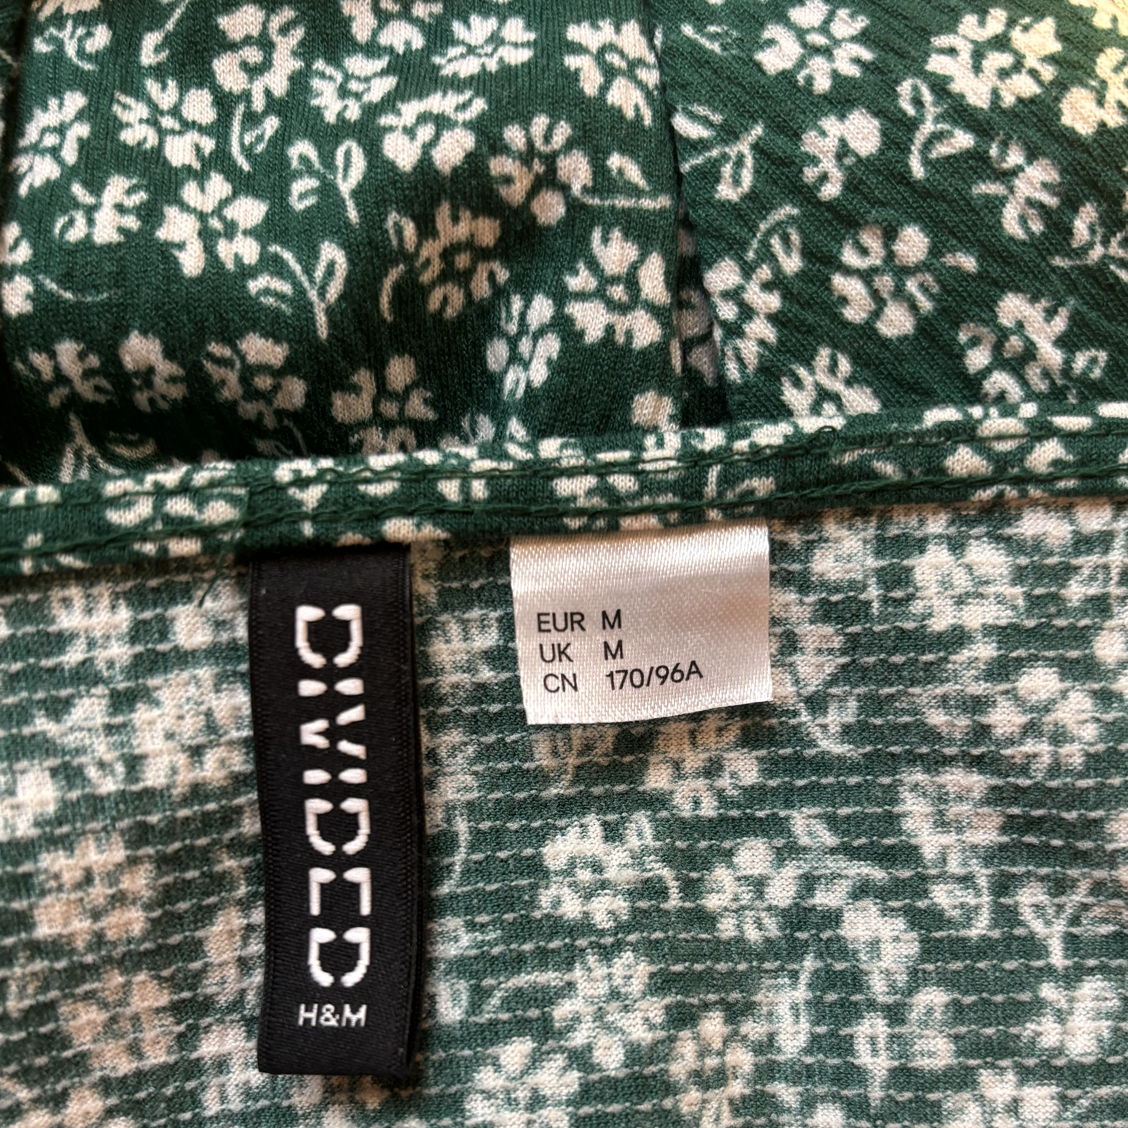 DIVIDED
H&M
EUR M
UK M
CN 170/96A